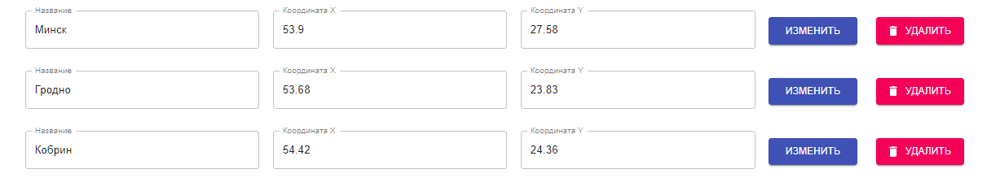 Название Координата X Координата Y
Минск 53.9 27.58 ИЗМЕНИТЬ УДАЛИТЬ
Название Координата X Координата Y
Гродно 53.68 23.83 ИЗМЕНИТЬ УДАЛИТЬ
Название Координата X Координата Y
Кобрин 54.42 24.36 ИЗМЕНИТЬ УДАЛИТЬ